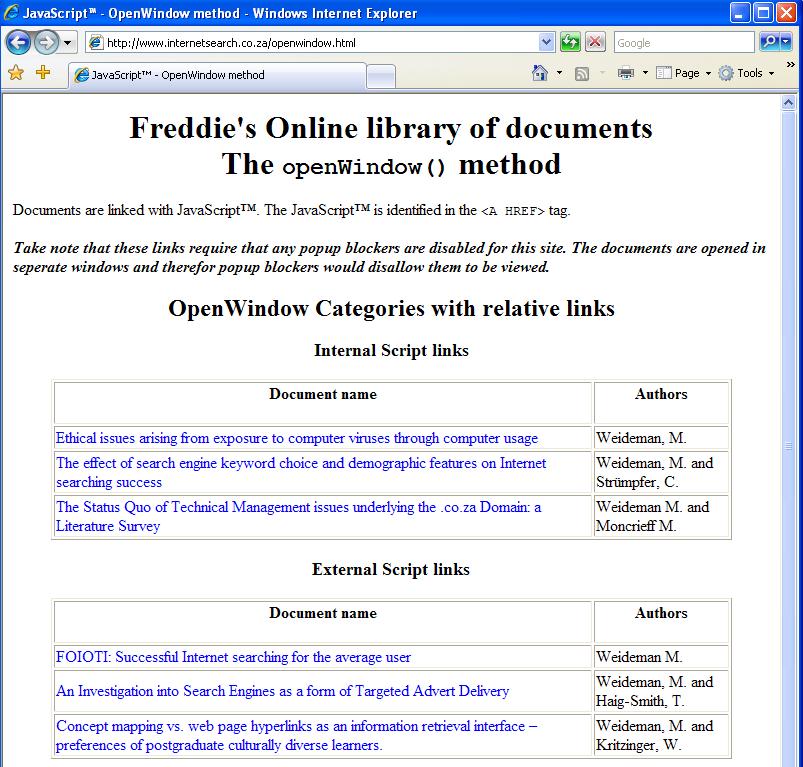 JavaScript™ - OpenWindow method - Windows Internet Explorer
http://www.internetsearch.co.za/openwindow.html
Google
JavaScript™ - OpenWindow method
Page
Tools
Freddie's Online library of documents
The openWindow() method
Documents are linked with JavaScript™. The JavaScript™ is identified in the <A HREF> tag.
Take note that these links require that any popup blockers are disabled for this site. The documents are opened in
seperate windows and therefor popup blockers would disallow them to be viewed.
OpenWindow Categories with relative links
Internal Script links
Document name Authors
Ethical issues arising from exposure to computer viruses through computer usage Weideman, M.
The effect of search engine keyword choice and demographic features on Internet Weideman, M. and
searching success Strümpfer, C.
The Status Quo of Technical Management issues underlying the .co.za Domain: a Weideman M. and
Literature Survey Moncrieff M.
External Script links
Document name Authors
FOIOTI: Successful Internet searching for the average user Weideman M.
An Investigation into Search Engines as a form of Targeted Advert Delivery Weideman, M. and
Haig-Smith, T.
Concept mapping vs. web page hyperlinks as an information retrieval interface – Weideman, M. and
preferences of postgraduate culturally diverse learners. Kritzinger, W.